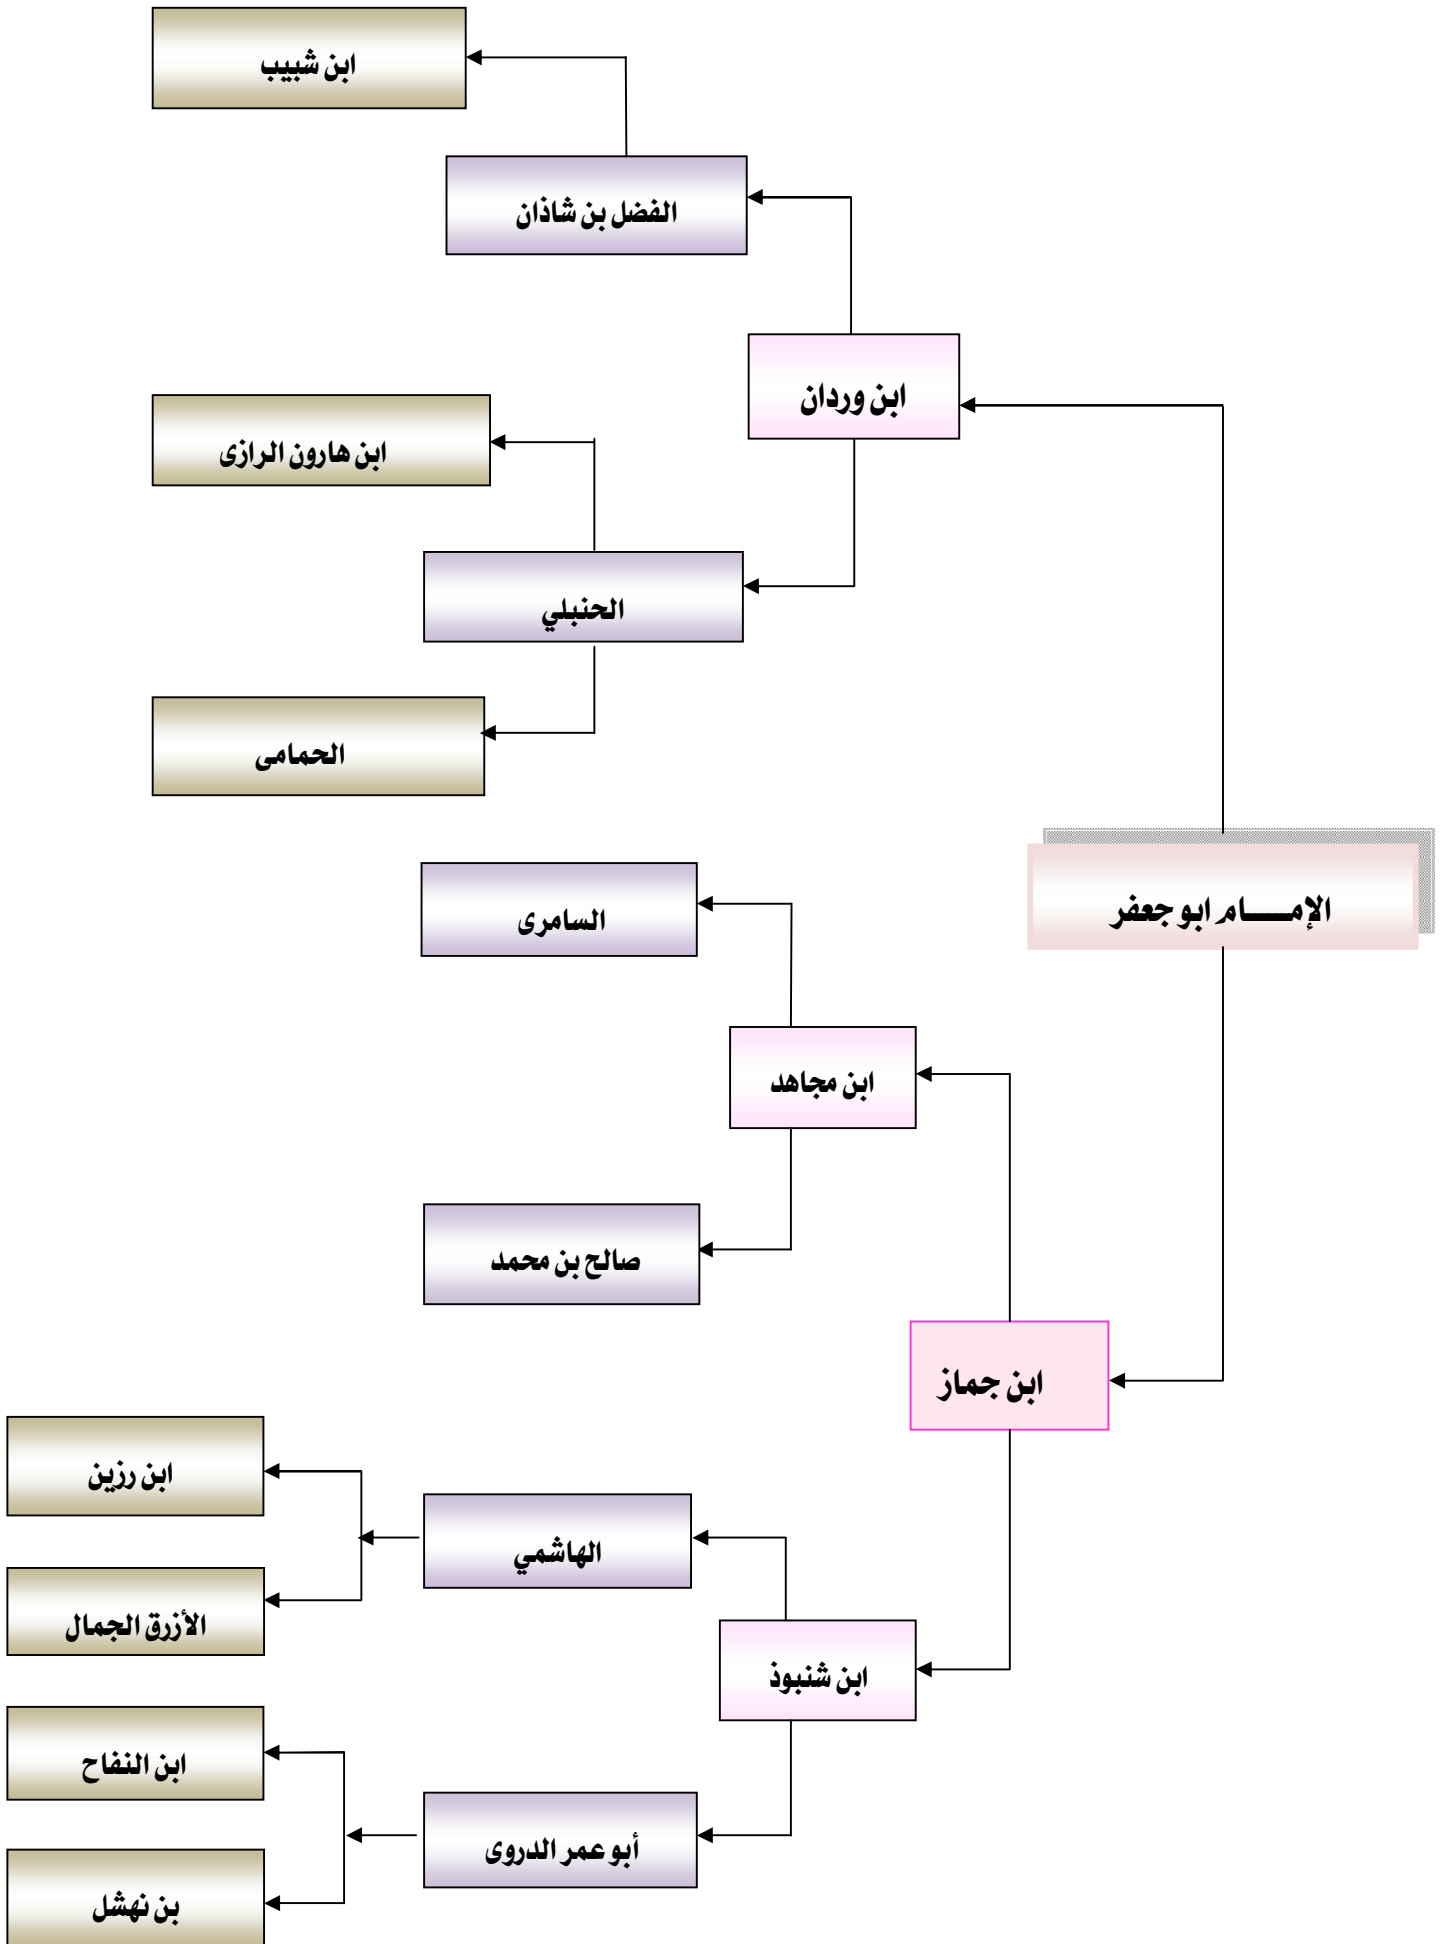 ابن شبيب
الفضل بن شاذان
ابن وردان
ابن هارون الرازى
الحنبلي
الحمامى
السامرى
الإمـــام ابو جعفر
ابن مجاهد
صالح بن محمد
ابن جماز
ابن رزين
الهاشمي
الأزرق الجمال
ابن شنبوذ
ابن النفاح
أبو عمر الدروى
بن نهشل